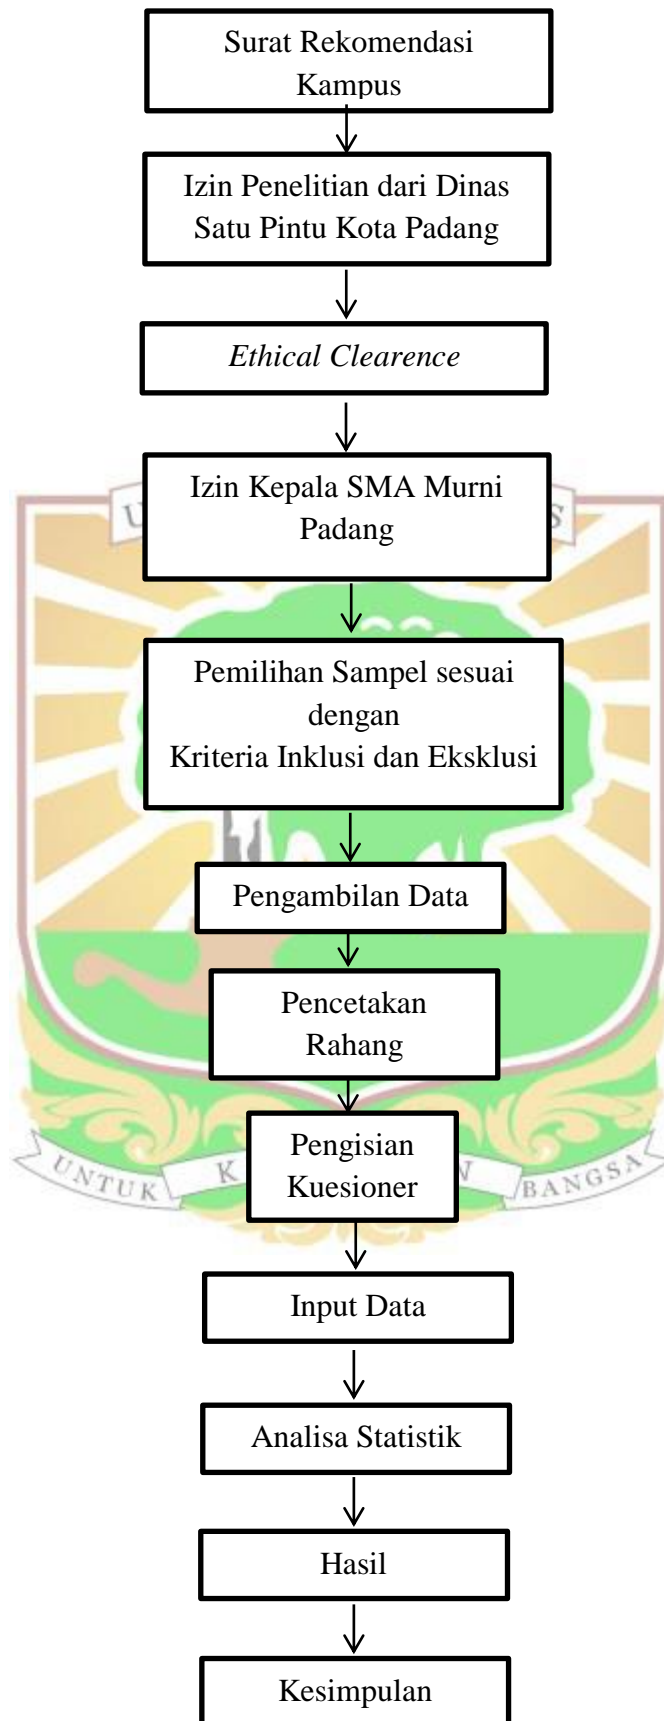 Surat Rekomendasi
Kampus
Izin Penelitian dari Dinas
Satu Pintu Kota Padang
Ethical Clearence
Izin Kepala SMA Murni
Padang
Pemilihan Sampel sesuai
dengan
Kriteria Inklusi dan Eksklusi
Pengambilan Data
Pencetakan
Rahang
Pengisian
Kuesioner
UNTUK BANGSA
Input Data
Analisa Statistik
Hasil
Kesimpulan